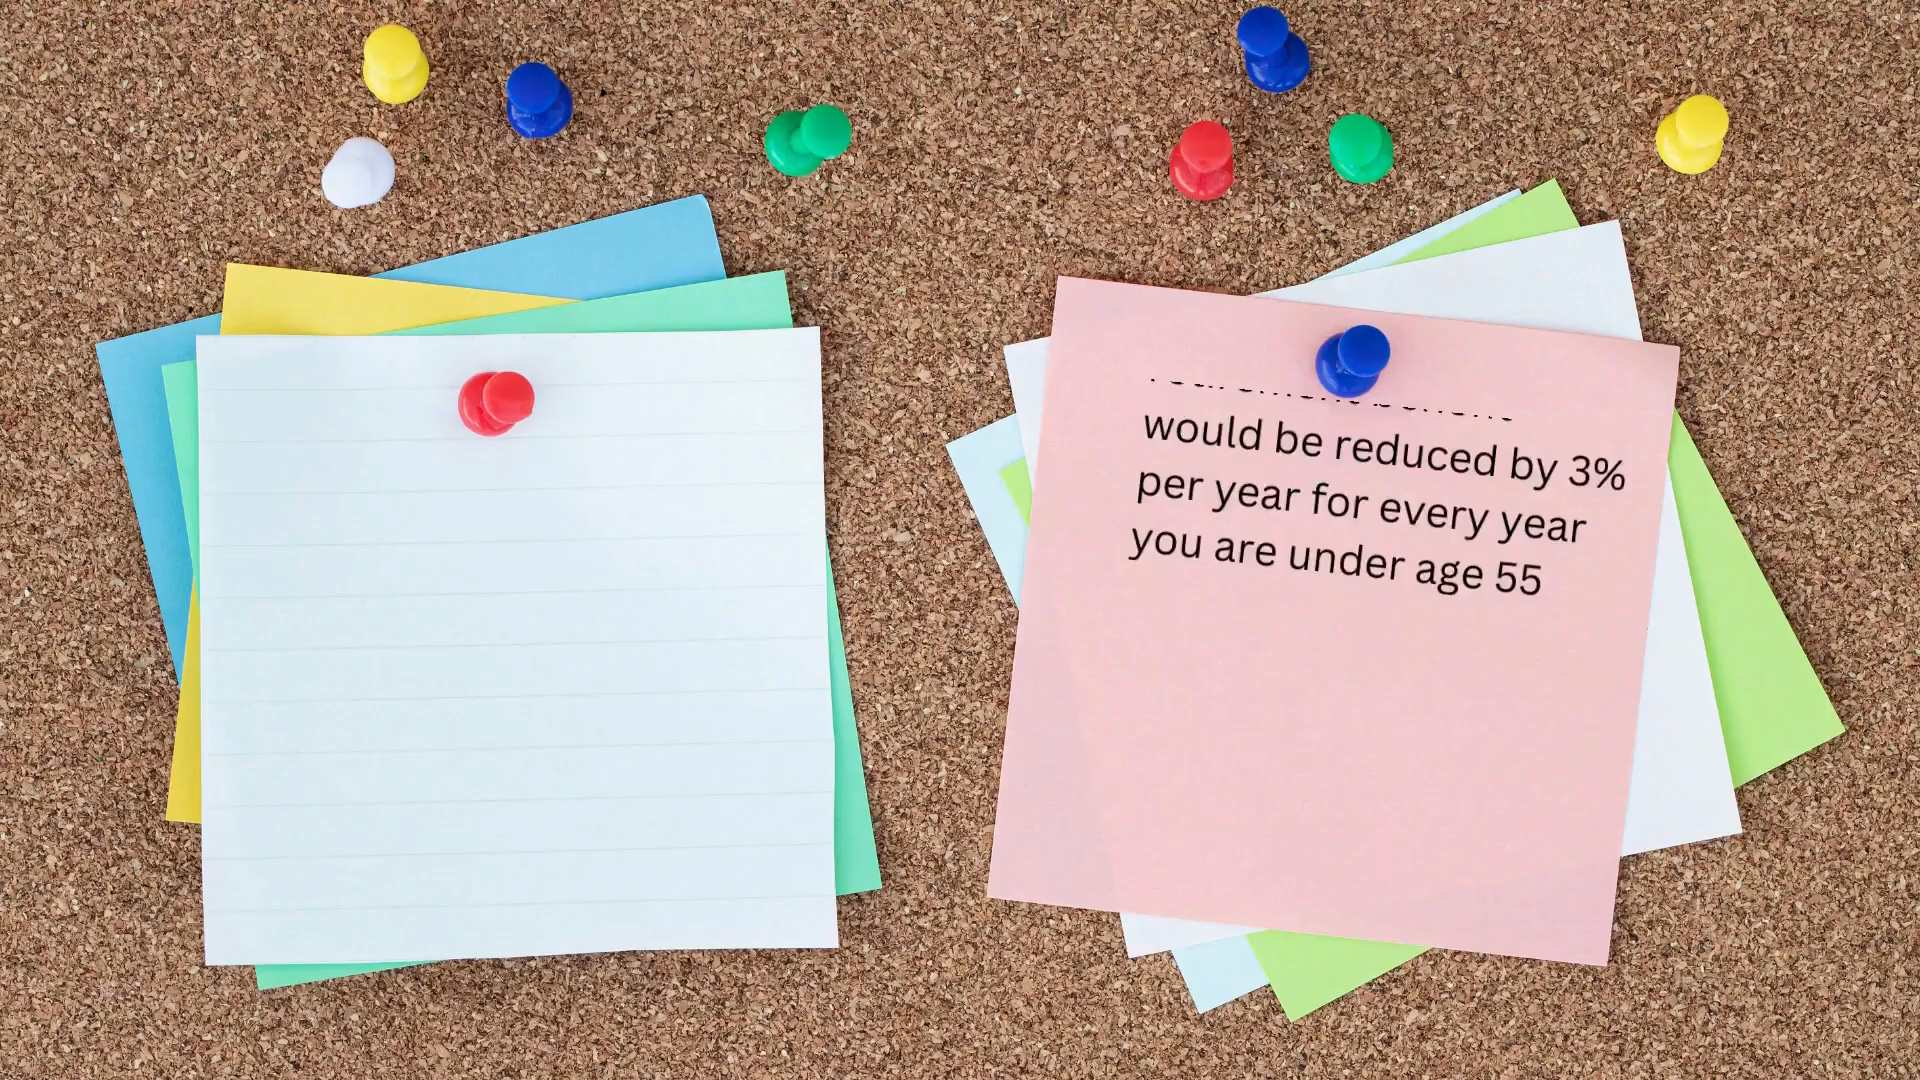 would be reduced by 3%
per year for every year
you are under age 55